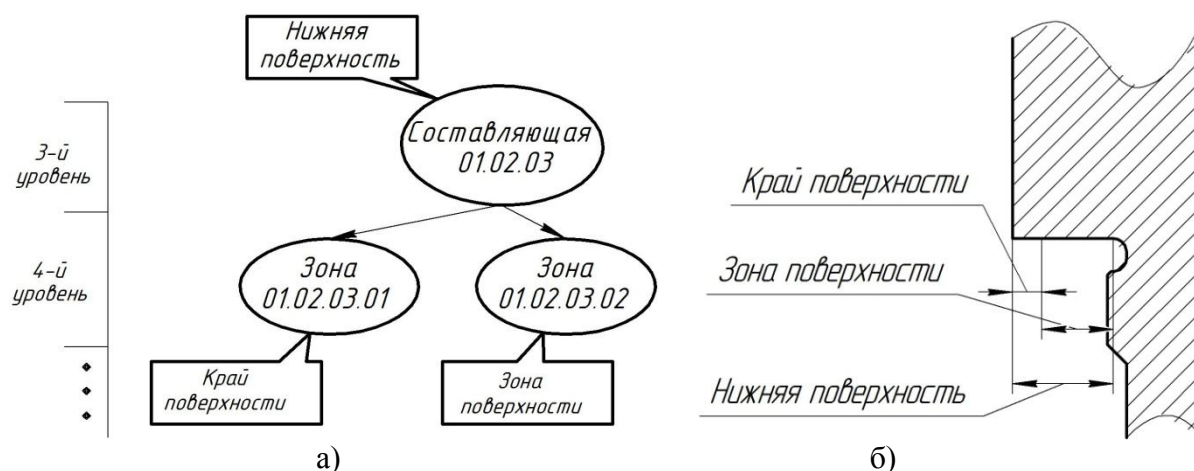 Нижняя
поверхность
Составляющая
01.02.03
3-й
уровень
4-й
уровень
Зона
01.02.03.01
Зона
01.02.03.02
Край
поверхности
Зона
поверхности
а)
Край поверхности
Зона поверхности
Нижняя поверхность
б)